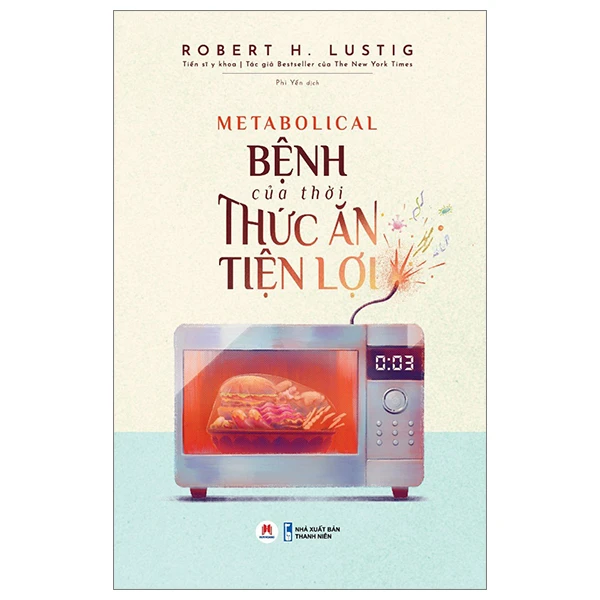 ROBERT H. LUSTIG
Tiến sĩ y khoa | Tác giả Bestseller của The New York Times
Phi Yến dịch
METABOLICAL
BỆNH
của thời
THỨC ĂN
TIỆN LỢI
0:03
NHÀ XUẤT BẢN
THANH NIÊN